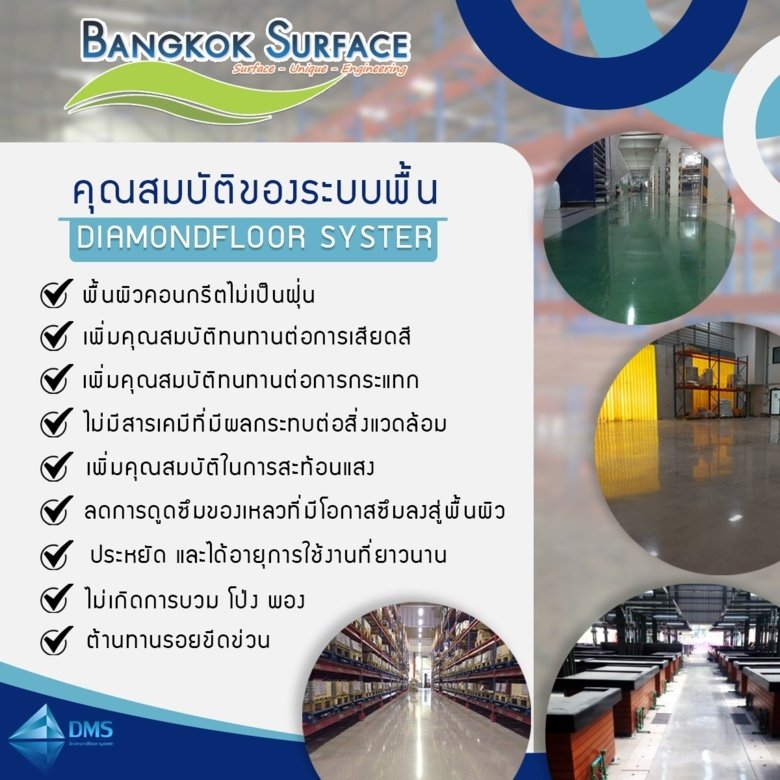 BANGKOK SURFACE
Surface - Unique - Engineering
คุณสมบัติของระบบพื้น
DIAMONDFLOOR SYSTER
พื้นผิวคอนกรีตไม่เป็นฝุ่น
เพิ่มคุณสมบัติทนทานต่อการเสียดสี
เพิ่มคุณสมบัติทนทานต่อการกระแทก
ไม่มีสารเคมีที่มีผลกระทบต่อสิ่งแวดล้อม
เพิ่มคุณสมบัติในการสะท้อนแสง
ลดการดูดซึมของเหลวที่มีโอกาสซึมลงสู่พื้นผิว
ประหยัด และได้อายุการใช้งานที่ยาวนาน
ไม่เกิดการบวม โป่ง พอง
ต้านทานรอยขีดข่วน
DMS
Diamondfloor system